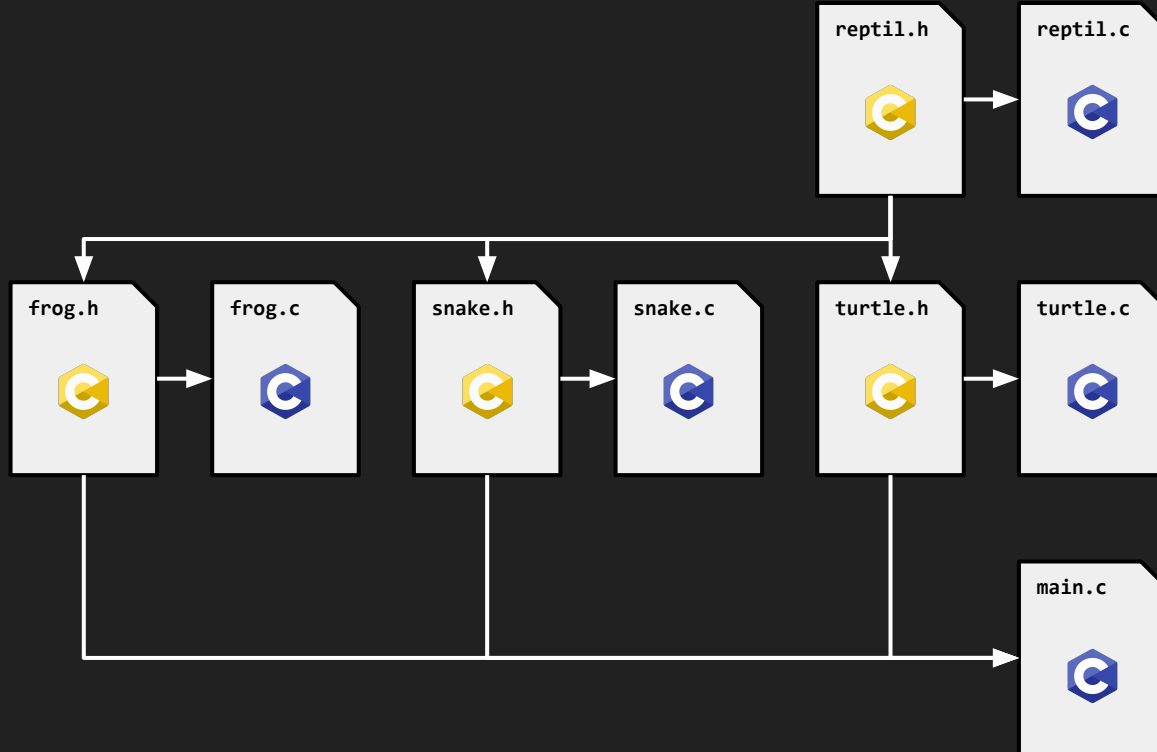 reptil.h
reptil.c
frog.h
frog.c
snake.h
snake.c
turtle.h
turtle.c
main.c